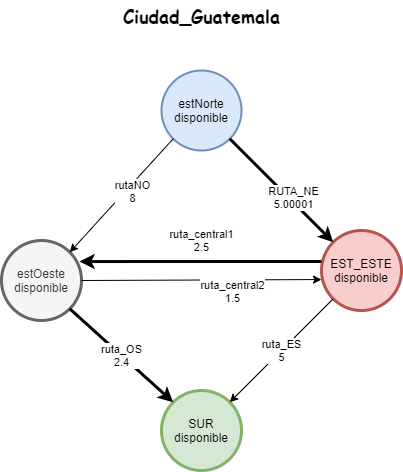 Ciudad_Guatemala
estNorte
disponible
rutaNO
8
RUTA_NE
5.00001
ruta_central1
2.5
estOeste
disponible
EST_ESTE
disponible
ruta_central2
1.5
ruta_OS
2.4
ruta_ES
5
SUR
disponible